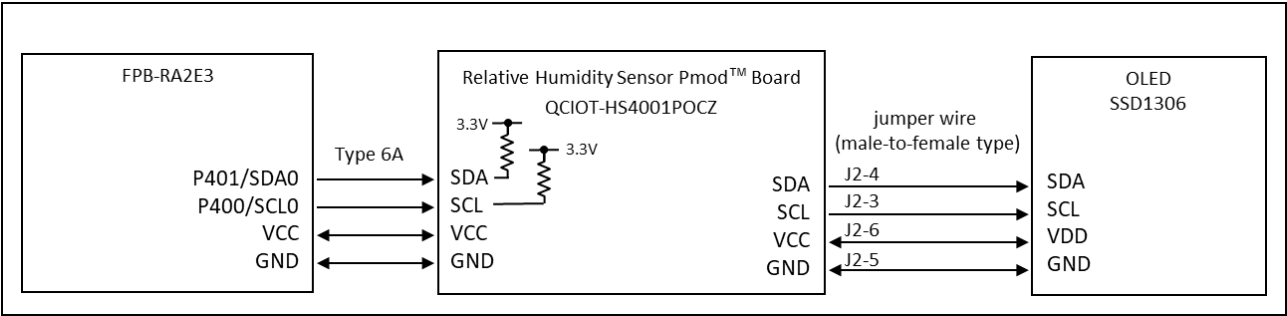 FPB-RA2E3
P401/SDA0
P400/SCL0
VCC
GND
Type 6A
Relative Humidity Sensor Pmod™ Board
QCIOT-HS4001POCZ
3.3V
3.3V
SDA
SCL
VCC
GND
SDA
SCL
VCC
GND
jumper wire
(male-to-female type)
J2-4
J2-3
J2-6
J2-5
OLED
SSD1306
SDA
SCL
VDD
GND